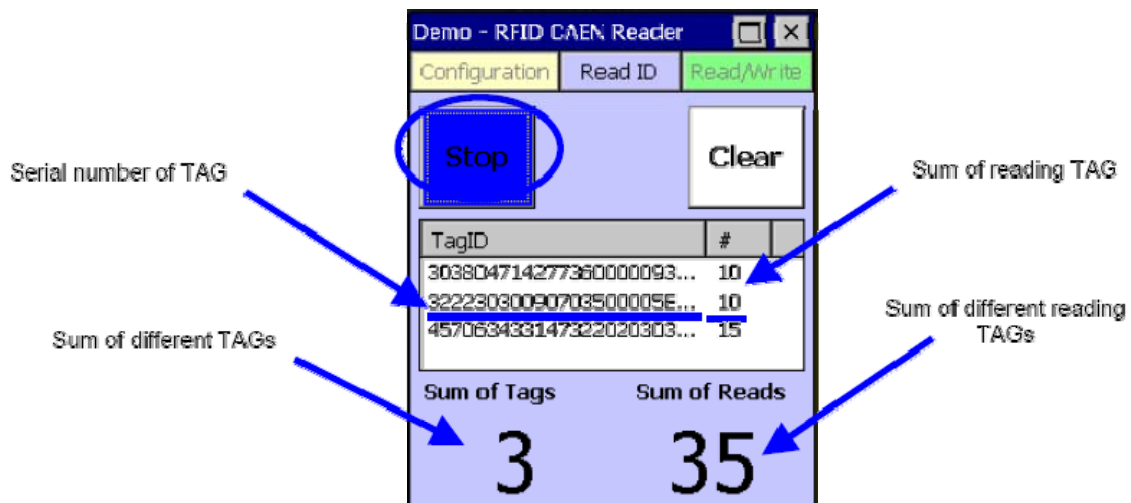 Demo - RFID CAEN Reader
Configuration Read ID Read/Write
Stop Clear
Serial number of TAG
Sum of reading TAG
TagID #
303804714277360000093... 10
32223030090703500005E... 10
457063433147322020303... 15
Sum of different TAGs
Sum of different reading
TAGs
Sum of Tags Sum of Reads
3 35